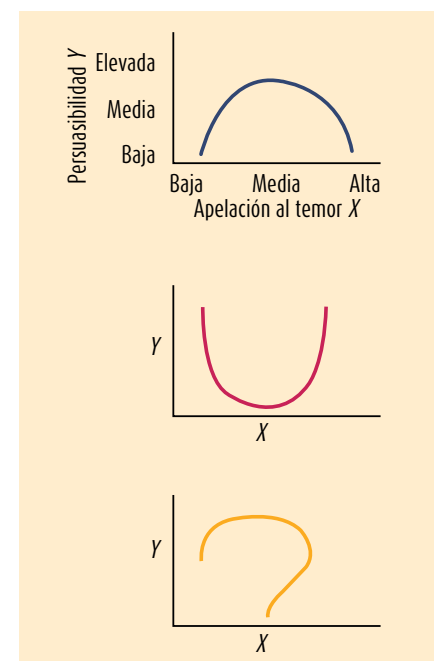 Persuasibilidad Y
Elevada
Media
Baja
Baja Media Alta
Apelación al temor X
Y
X
Y
X